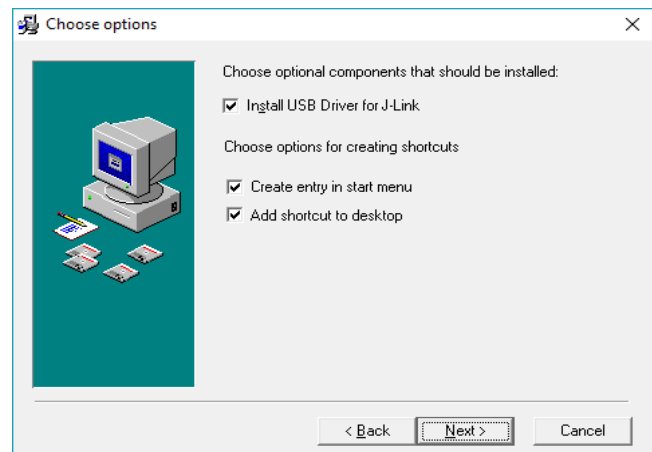 Choose options
Choose optional components that should be installed:
Install USB Driver for J-Link
Choose options for creating shortcuts
Create entry in start menu
Add shortcut to desktop
< Back Next > Cancel